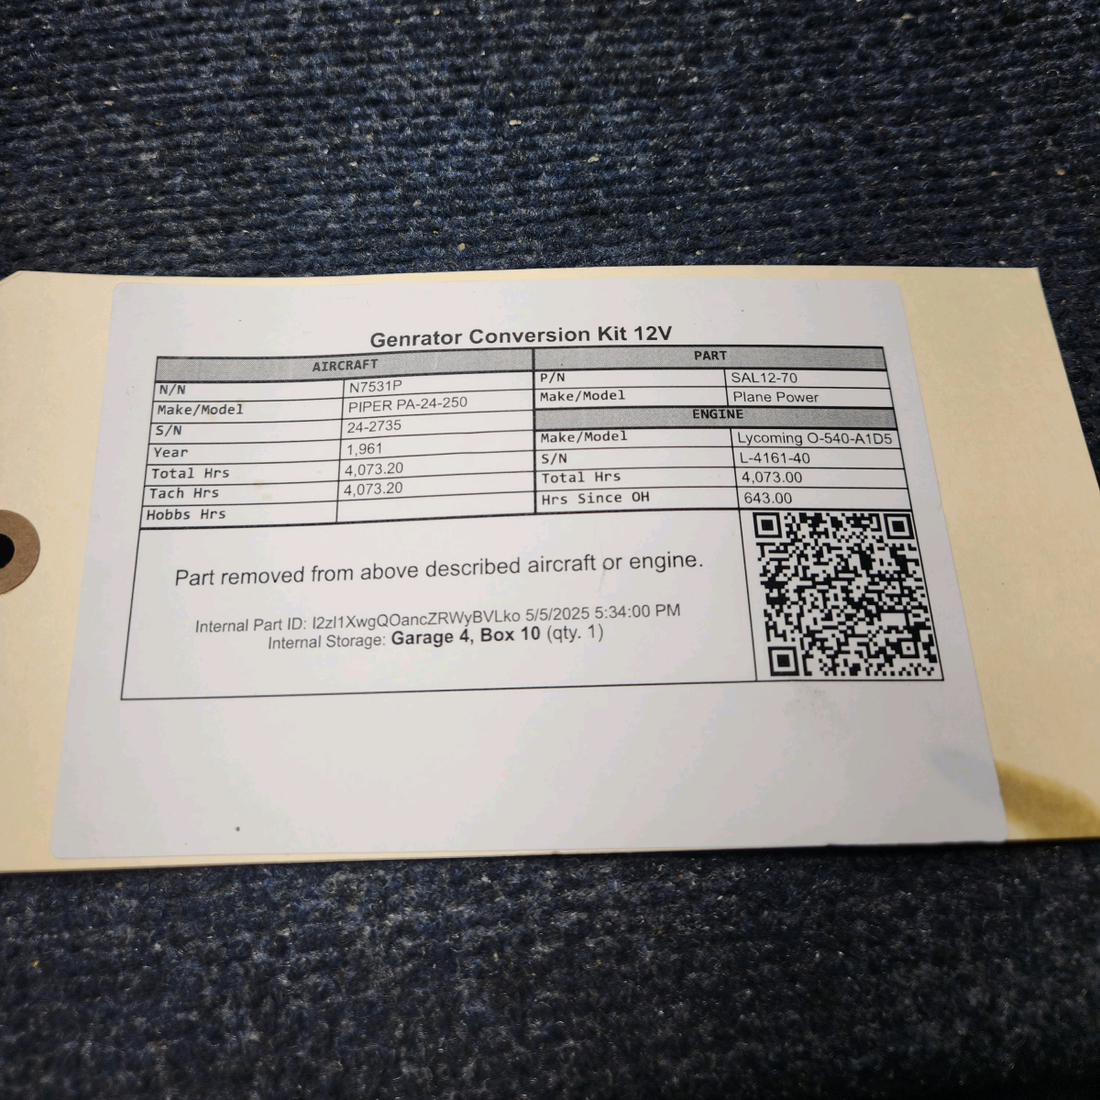 Genrator Conversion Kit 12V
AIRCRAFT
N/N N7531P
Make/Model PIPER PA-24-250
S/N 24-2735
Year 1,961
Total Hrs 4,073.20
Tach Hrs 4,073.20
Hobbs Hrs
PART
P/N SAL12-70
Make/Model Plane Power
ENGINE
Make/Model Lycoming O-540-A1D5
S/N L-4161-40
Total Hrs 4,073.00
Hrs Since OH 643.00
Part removed from above described aircraft or engine.
Internal Part ID: I2zI1XwgQOancZRWyBVLko 5/5/2025 5:34:00 PM
Internal Storage: Garage 4, Box 10 (qty. 1)